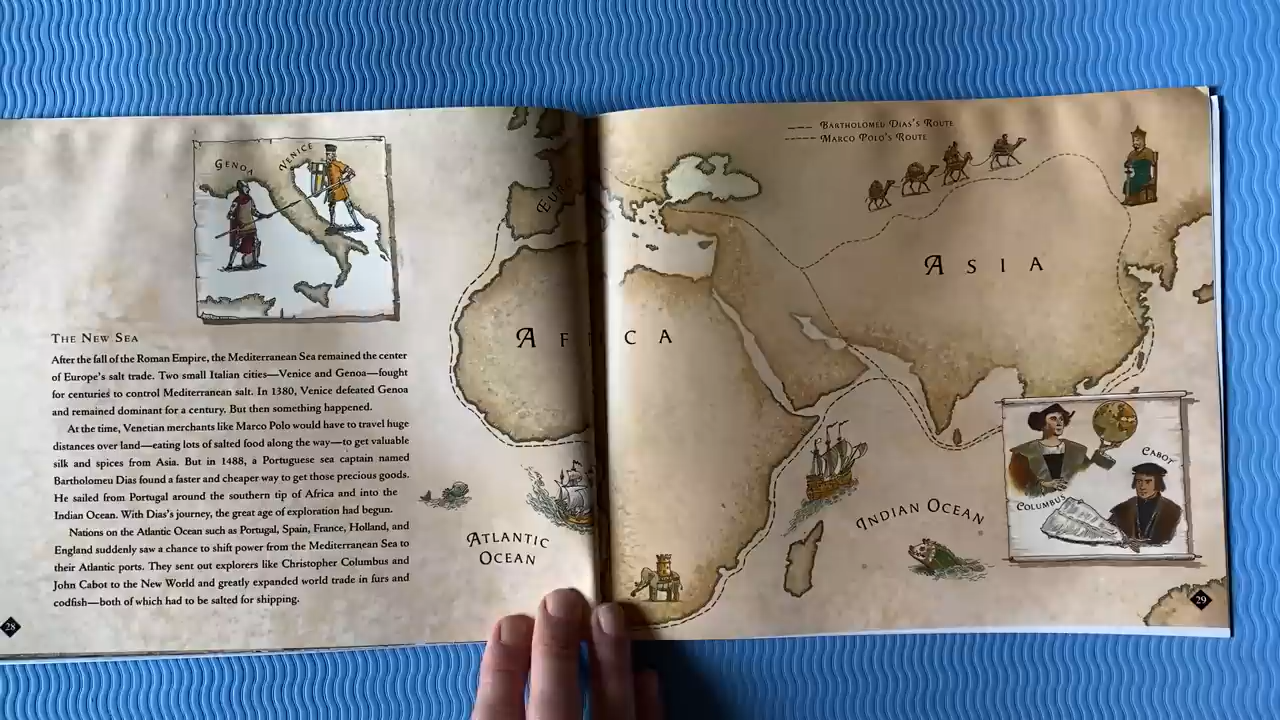 GENOA
VENICE
THE NEW SEA
After the fall of the Roman Empire, the Mediterranean Sea remained the center
of Europe's salt trade. Two small Italian cities—Venice and Genoa—fought
for centuries to control Mediterranean salt. In 1380, Venice defeated Genoa
and remained dominant for a century. But then something happened.
At the time, Venetian merchants like Marco Polo would have to travel huge
distances over land—eating lots of salted food along the way—to get valuable
silk and spices from Asia. But in 1488, a Portuguese sea captain named
Bartholomeu Dias found a faster and cheaper way to get those precious goods.
He sailed from Portugal around the southern tip of Africa and into the
Indian Ocean. With Dias's journey, the great age of exploration had begun.
Nations on the Atlantic Ocean such as Portugal, Spain, France, Holland, and
England suddenly saw a chance to shift power from the Mediterranean Sea to
their Atlantic ports. They sent out explorers like Christopher Columbus and
John Cabot to the New World and greatly expanded world trade in furs and
codfish—both of which had to be salted for shipping.
28
BARTHOLOMEU DIAS'S ROUTE
MARCO POLO'S ROUTE
ASIA
ATLANTIC
OCEAN
INDIAN OCEAN
COLUMBUS
CABOT
29